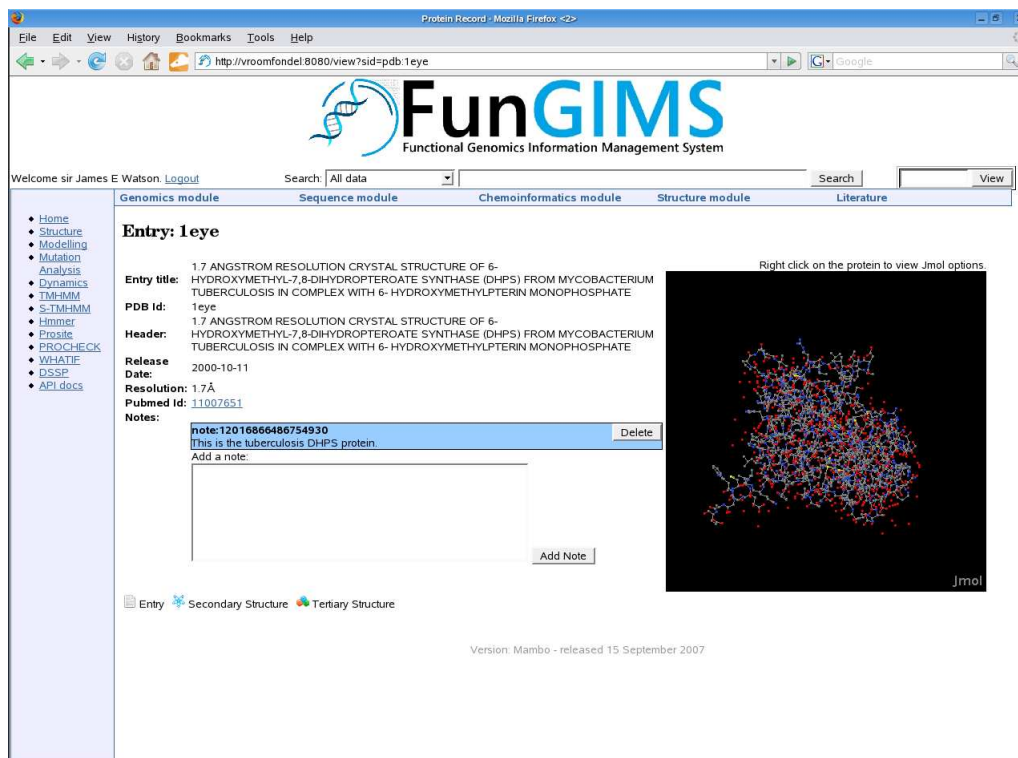 Protein Record - Mozilla Firefox <2>
File Edit View History Bookmarks Tools Help
http://vroomfondel:8080/view?sid=pdb:1eye
G Google
FunGIMS
Functional Genomics Information Management System
Welcome sir James E Watson. Logout Search: All data Search View
Genomics module Sequence module Chemoinformatics module Structure module Literature
Home
Structure
Modelling
Mutation
Analysis
Dynamics
TMHMM
S-TMHMM
Hmmer
Prosite
PROCHECK
WHATIF
DSSP
API docs
Entry: 1eye
Right click on the protein to view Jmol options.
Entry title: 1.7 ANGSTROM RESOLUTION CRYSTAL STRUCTURE OF 6-
HYDROXYMETHYL-7,8-DIHYDROPTEROATE SYNTHASE (DHPS) FROM MYCOBACTERIUM
TUBERCULOSIS IN COMPLEX WITH 6- HYDROXYMETHYLPTERIN MONOPHOSPHATE
PDB Id: 1eye
Header: 1.7 ANGSTROM RESOLUTION CRYSTAL STRUCTURE OF 6-
HYDROXYMETHYL-7,8-DIHYDROPTEROATE SYNTHASE (DHPS) FROM MYCOBACTERIUM
TUBERCULOSIS IN COMPLEX WITH 6- HYDROXYMETHYLPTERIN MONOPHOSPHATE
Release
Date: 2000-10-11
Resolution: 1.7Å
Pubmed Id: 11007651
Notes:
note:12016866486754930 Delete
This is the tuberculosis DHPS protein.
Add a note:
Add Note
Jmol
Entry Secondary Structure Tertiary Structure
Version: Mambo - released 15 September 2007